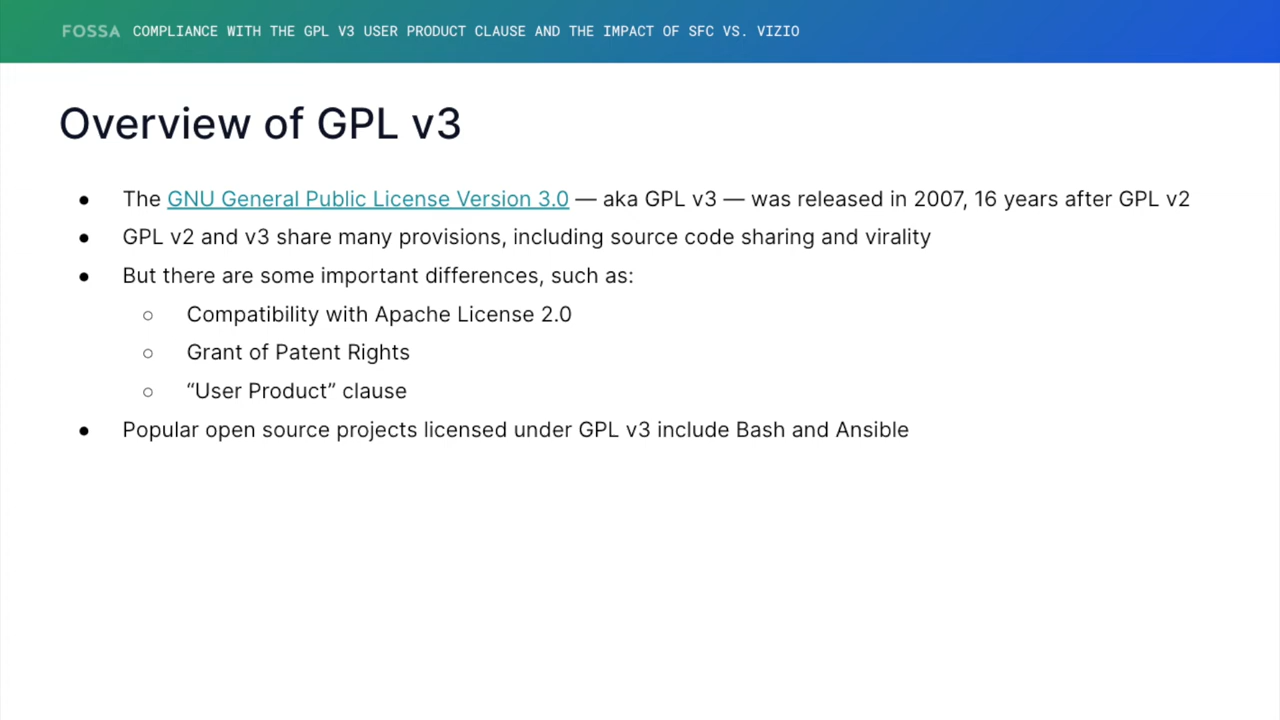 FOSSA COMPLIANCE WITH THE GPL V3 USER PRODUCT CLAUSE AND THE IMPACT OF SFC VS. VIZIO
Overview of GPL v3
● The GNU General Public License Version 3.0 — aka GPL v3 — was released in 2007, 16 years after GPL v2
● GPL v2 and v3 share many provisions, including source code sharing and virality
● But there are some important differences, such as:
○ Compatibility with Apache License 2.0
○ Grant of Patent Rights
○ “User Product” clause
● Popular open source projects licensed under GPL v3 include Bash and Ansible